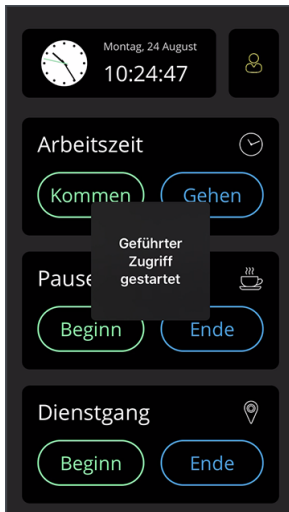 Montag, 24 August
10:24:47
Arbeitszeit
Kommen
Gehen
Geführter
Zugriff
gestartet
Pause
Beginn
Ende
Dienstgang
Beginn
Ende